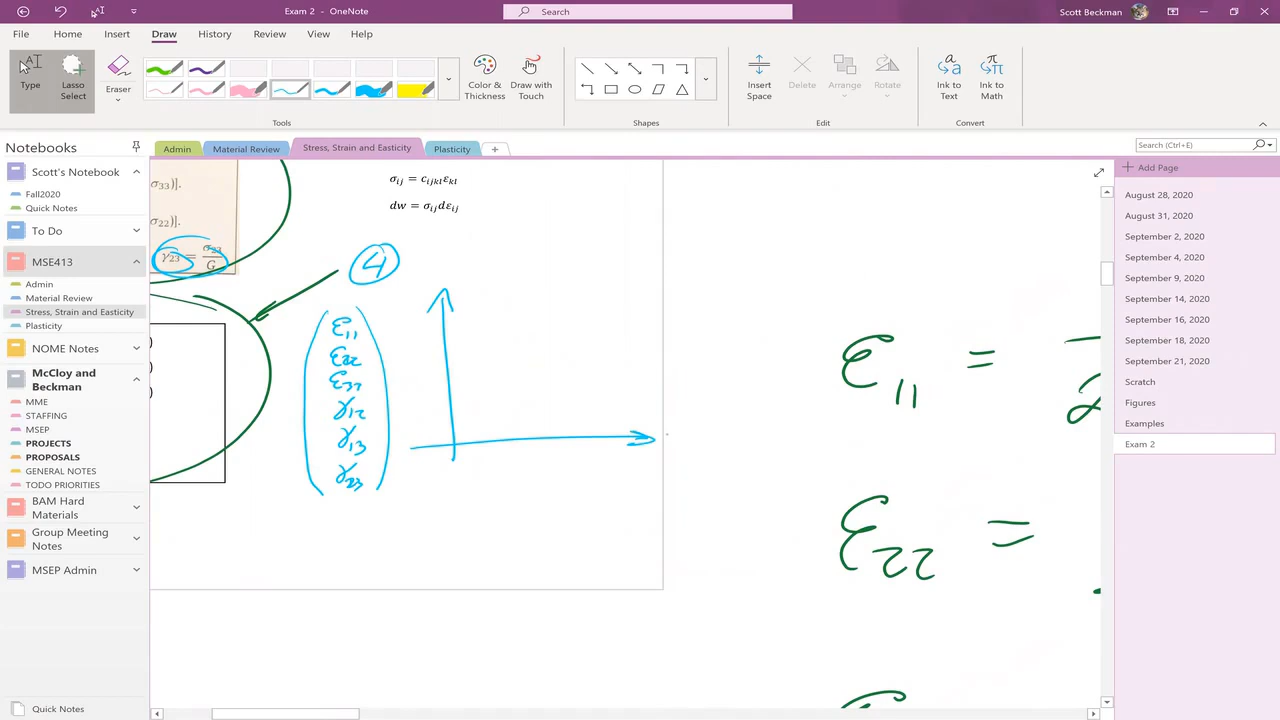 Exam 2 - OneNote
Search
Scott Beckman
File Home Insert Draw History Review View Help
Type
Lasso Select
Eraser
Color & Thickness
Draw with Touch
Insert Space
Delete
Arrange
Rotate
Ink to Text
Ink to Math
Tools
Shapes
Edit
Convert
Notebooks
Admin
Material Review
Stress, Strain and Easticity
Plasticity
Search (Ctrl+E)
Scott's Notebook
Fall2020
Quick Notes
To Do
MSE413
Admin
Material Review
Stress, Strain and Easticity
Plasticity
NOME Notes
McCloy and Beckman
MME
STAFFING
MSEP
PROJECTS
PROPOSALS
GENERAL NOTES
TODO PRIORITIES
BAM Hard Materials
Group Meeting Notes
MSEP Admin
Quick Notes
σ33)].
σ22)].
γ23 = σ23/G
σij = cijklεkl
dw = σijdεij
4
ε11
ε22
ε33
γ12
γ13
γ23
ε11 =
ε22 =
Add Page
August 28, 2020
August 31, 2020
September 2, 2020
September 4, 2020
September 9, 2020
September 14, 2020
September 16, 2020
September 18, 2020
September 21, 2020
Scratch
Figures
Examples
Exam 2